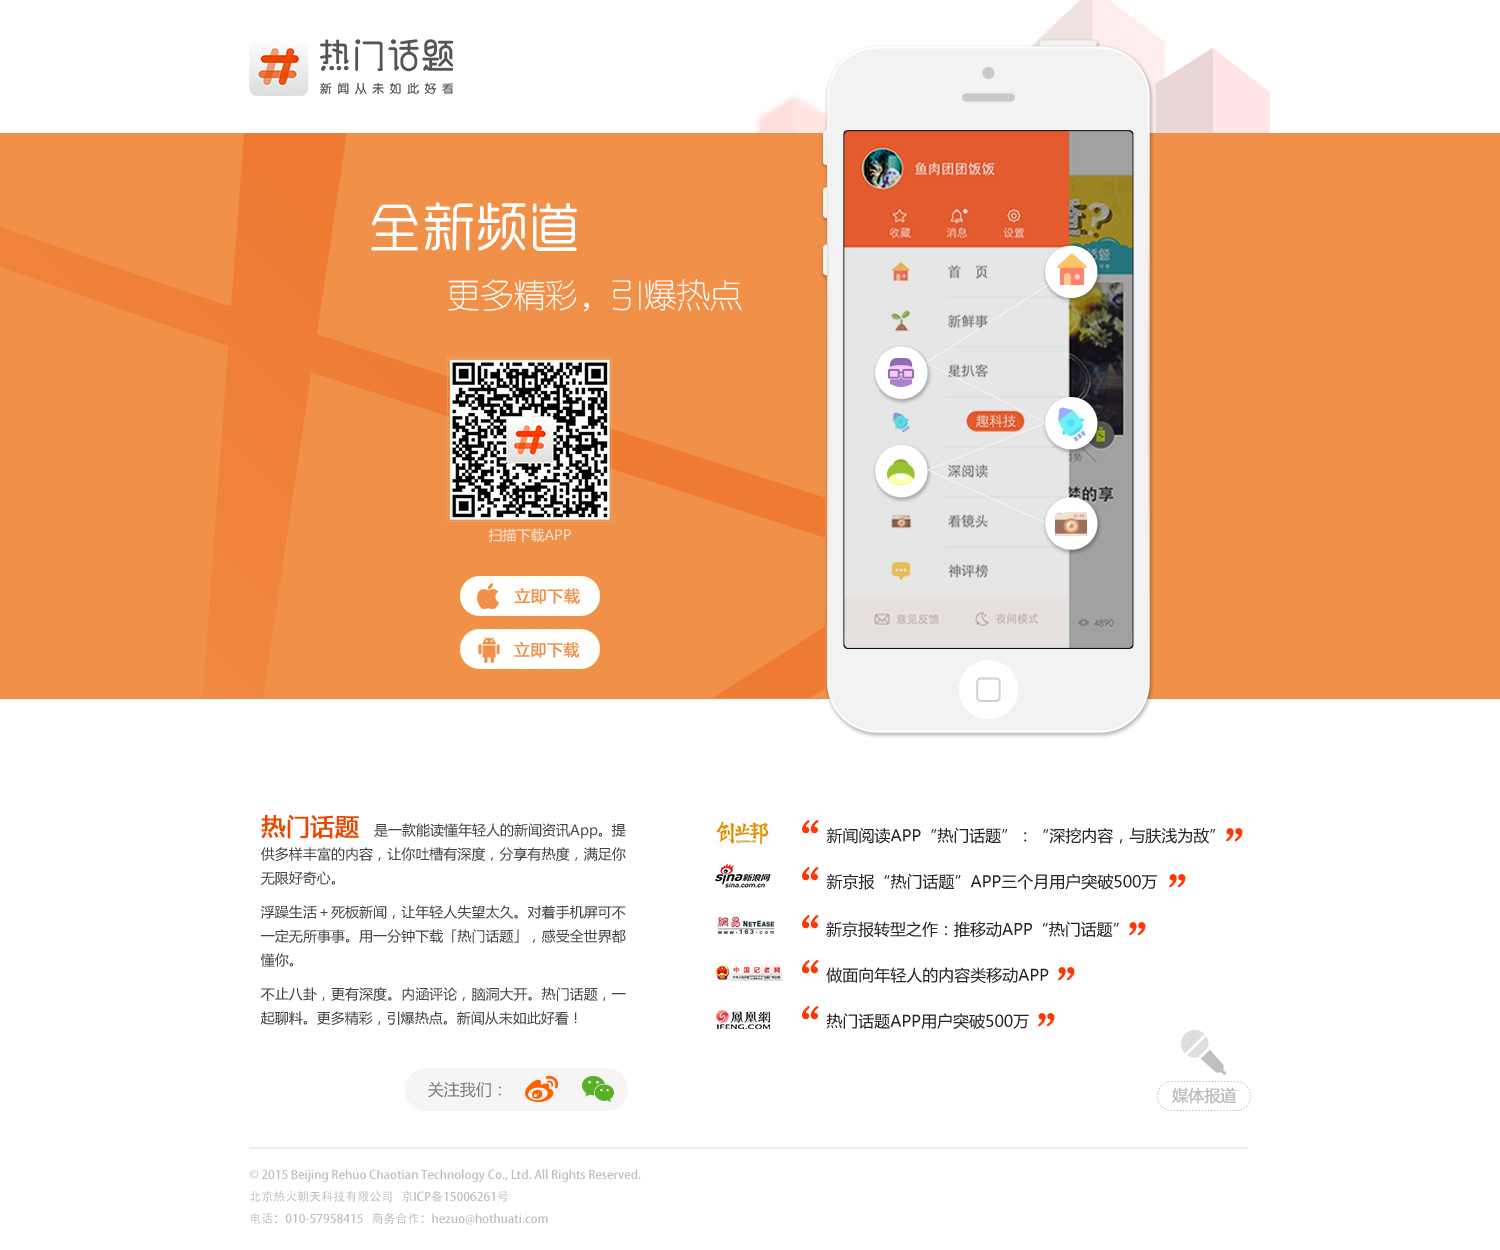 热门话题
新闻从未如此好看
全新频道
更多精彩，引爆热点
扫描下载APP
立即下载
立即下载
鱼肉团团饭饭
收藏 消息 设置
首 页
新鲜事
星扒客
趣科技
深阅读
看镜头
神评榜
意见反馈 夜间模式
香?
话题
楚的享
4890
热门话题 是一款能读懂年轻人的新闻资讯App。提
供多样丰富的内容，让你吐槽有深度，分享有热度，满足你
无限好奇心。
浮躁生活＋死板新闻，让年轻人失望太久。对着手机屏可不
一定无所事事。用一分钟下载「热门话题」，感受全世界都
懂你。
不止八卦，更有深度。内涵评论，脑洞大开。热门话题，一
起聊料。更多精彩，引爆热点。新闻从未如此好看！
关注我们：
创业邦
“ 新闻阅读APP“热门话题”：“深挖内容，与肤浅为敌” ”
sina新浪网
sina.com.cn
“ 新京报“热门话题”APP三个月用户突破500万 ”
網易 NETEASE
www.163.com
“ 新京报转型之作：推移动APP“热门话题” ”
中国记者网
“ 做面向年轻人的内容类移动APP ”
鳳凰網
IFENG.COM
“ 热门话题APP用户突破500万 ”
媒体报道
© 2015 Beijing Rehuo Chaotian Technology Co., Ltd. All Rights Reserved.
北京热火朝天科技有限公司 京ICP备15006261号
电话：010-57958415 商务合作：hezuo@hothuati.com